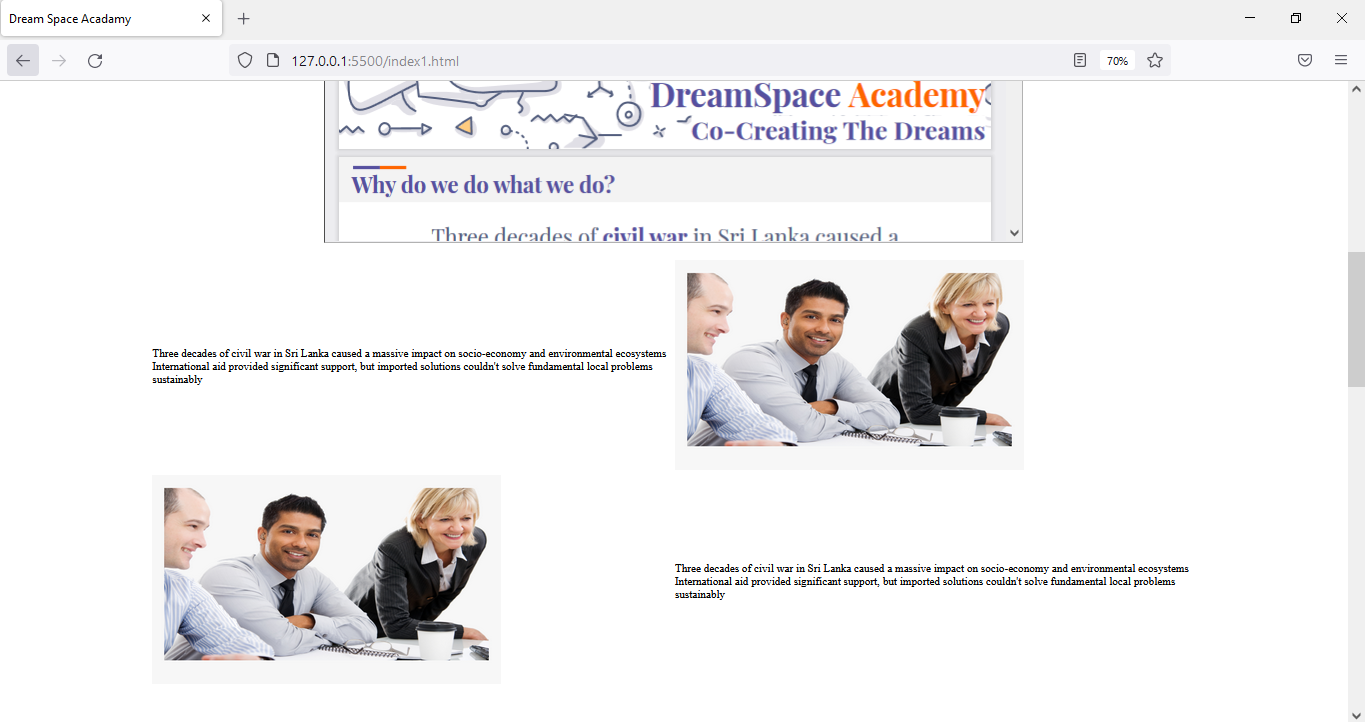 Dream Space Acadamy
127.0.0.1:5500/index1.html
70%
DreamSpace Academy
Co-Creating The Dreams
Why do we do what we do?
Three decades of civil war in Sri Lanka caused a
Three decades of civil war in Sri Lanka caused a massive impact on socio-economy and environmental ecosystems
International aid provided significant support, but imported solutions couldn't solve fundamental local problems
sustainably
Three decades of civil war in Sri Lanka caused a massive impact on socio-economy and environmental ecosystems
International aid provided significant support, but imported solutions couldn't solve fundamental local problems
sustainably